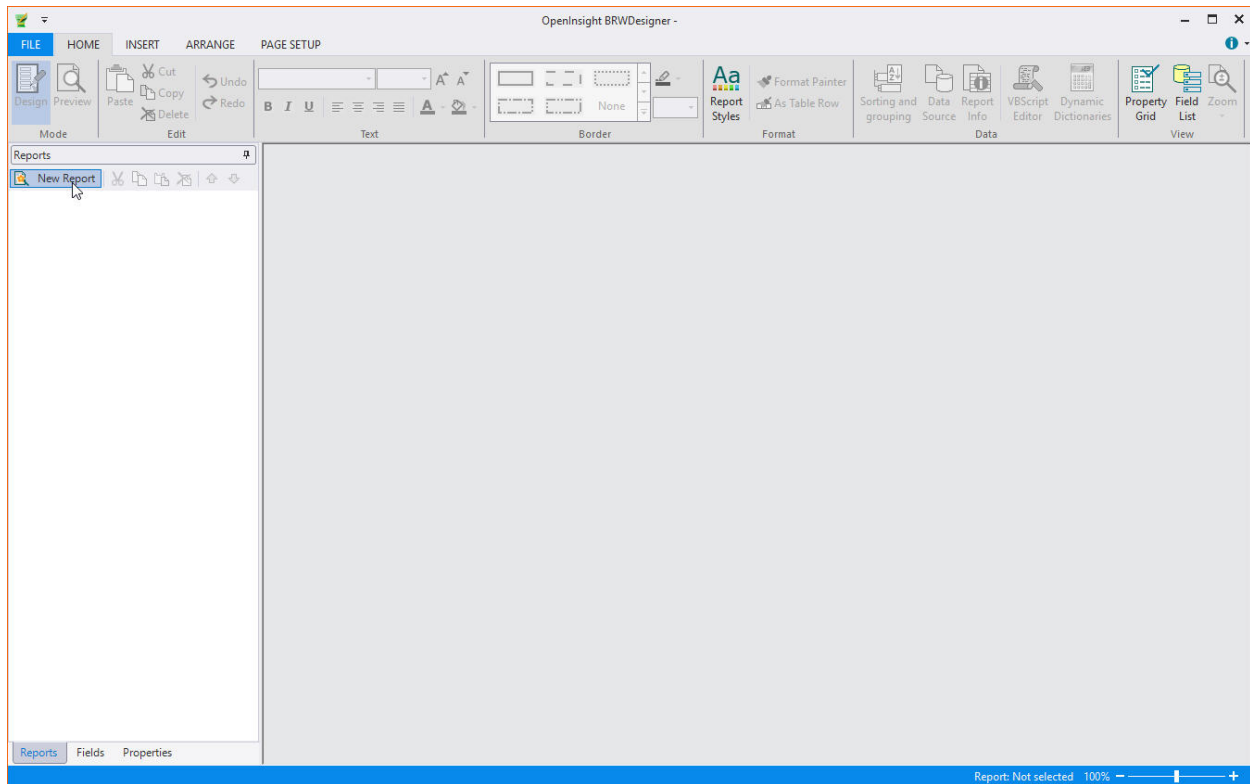 OpenInsight BRWDesigner -
FILE HOME INSERT ARRANGE PAGE SETUP
Design Preview
Mode
Paste
Cut
Copy
Delete
Undo
Redo
Edit
A A
B I U A
Text
None
Border
Aa
Report Styles
Format Painter
As Table Row
Format
Sorting and grouping
Data Source
Report Info
VBScript Editor
Dynamic Dictionaries
Data
Property Grid
Field List
Zoom
View
Reports
New Report
Reports Fields Properties
Report: Not selected 100%